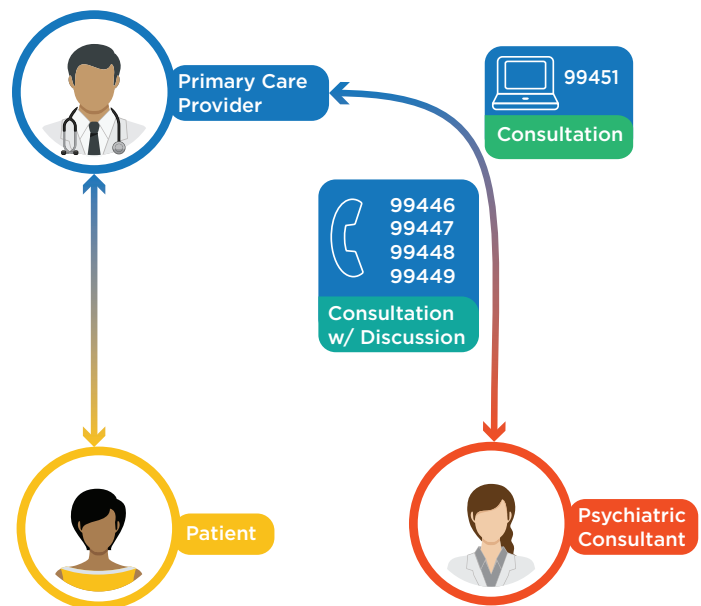 Primary Care
Provider
99451
Consultation
99446
99447
99448
99449
Consultation
w/ Discussion
Patient
Psychiatric
Consultant